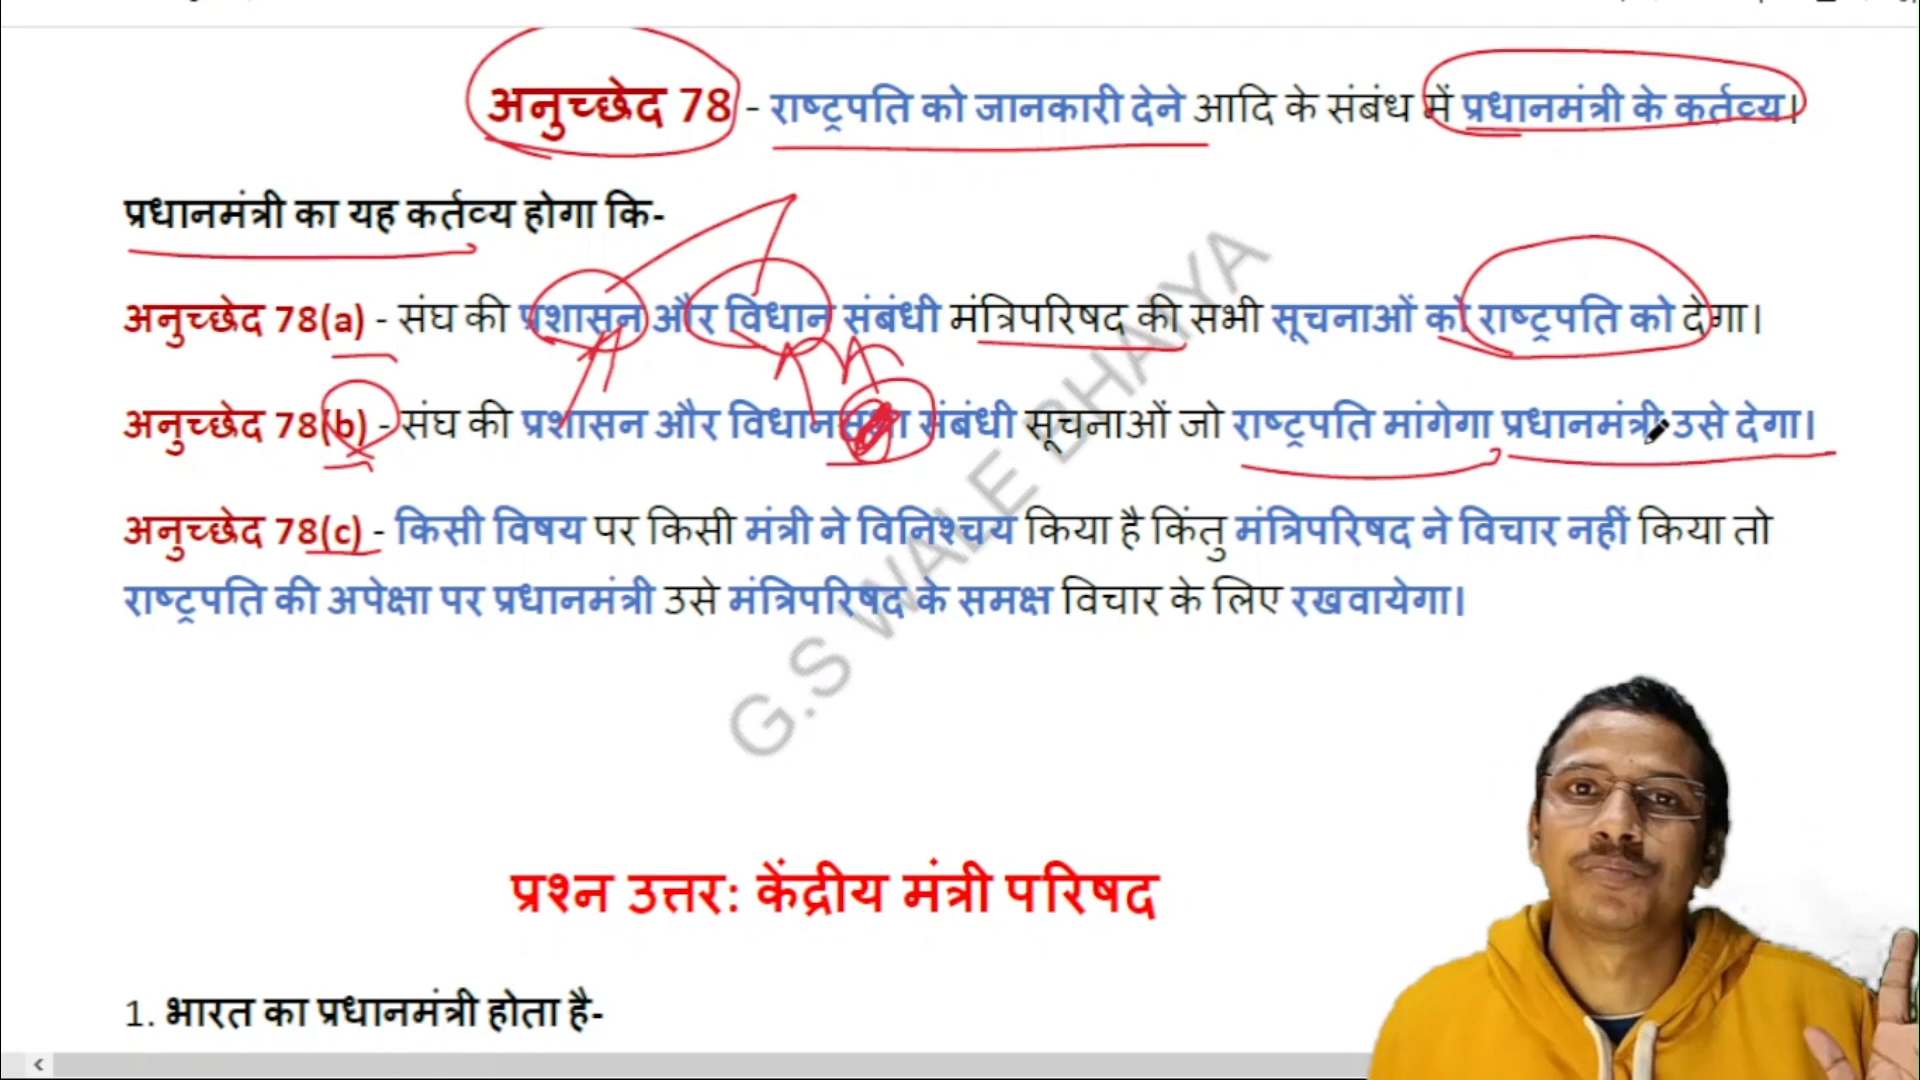 अनुच्छेद 78 - राष्ट्रपति को जानकारी देने आदि के संबंध में प्रधानमंत्री के कर्तव्य।
प्रधानमंत्री का यह कर्तव्य होगा कि-
अनुच्छेद 78(a) - संघ की प्रशासन और विधान संबंधी मंत्रिपरिषद की सभी सूचनाओं को राष्ट्रपति को देगा।
अनुच्छेद 78(b) - संघ की प्रशासन और विधान संबंधी सूचनाओं जो राष्ट्रपति मांगेगा प्रधानमंत्री उसे देगा।
अनुच्छेद 78(c) - किसी विषय पर किसी मंत्री ने विनिश्चय किया है किंतु मंत्रिपरिषद ने विचार नहीं किया तो
राष्ट्रपति की अपेक्षा पर प्रधानमंत्री उसे मंत्रिपरिषद के समक्ष विचार के लिए रखवायेगा।
G.S WALE BHAIYA
प्रश्न उत्तर: केंद्रीय मंत्री परिषद
1. भारत का प्रधानमंत्री होता है-